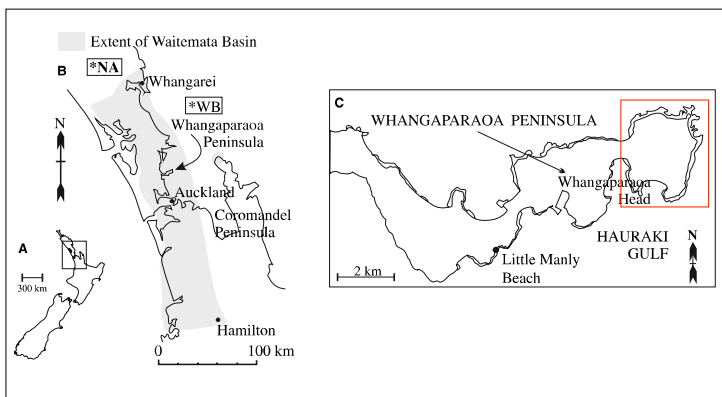 Extent of Waitemata Basin
B
*NA
Whangarei
*WB
N
Whangaparaoa
Peninsula
Auckland
Coromandel
Peninsula
A
300 km
Hamilton
0
100 km
C
WHANGAPARAOA PENINSULA
Whangaparaoa
Head
HAURAKI
GULF
N
Little Manly
Beach
2 km